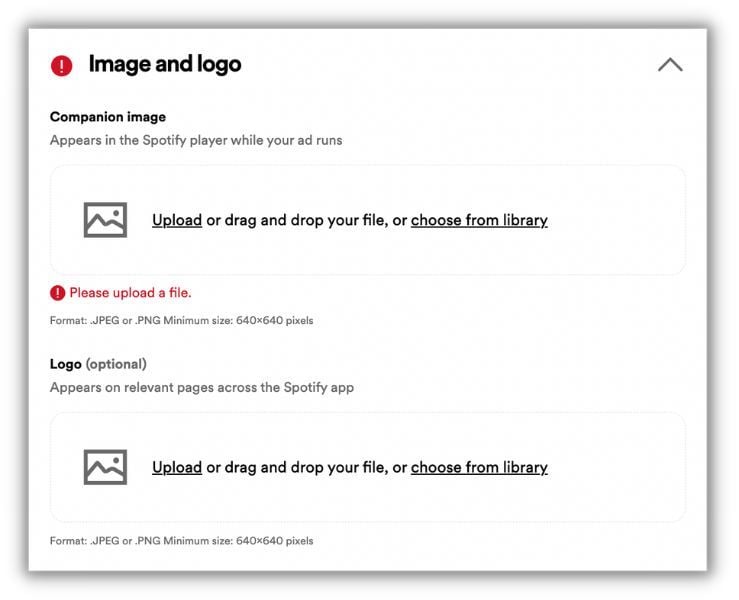 Image and logo
Companion image
Appears in the Spotify player while your ad runs
Upload or drag and drop your file, or choose from library
Please upload a file.
Format: .JPEG or .PNG Minimum size: 640×640 pixels
Logo (optional)
Appears on relevant pages across the Spotify app
Upload or drag and drop your file, or choose from library
Format: .JPEG or .PNG Minimum size: 640×640 pixels